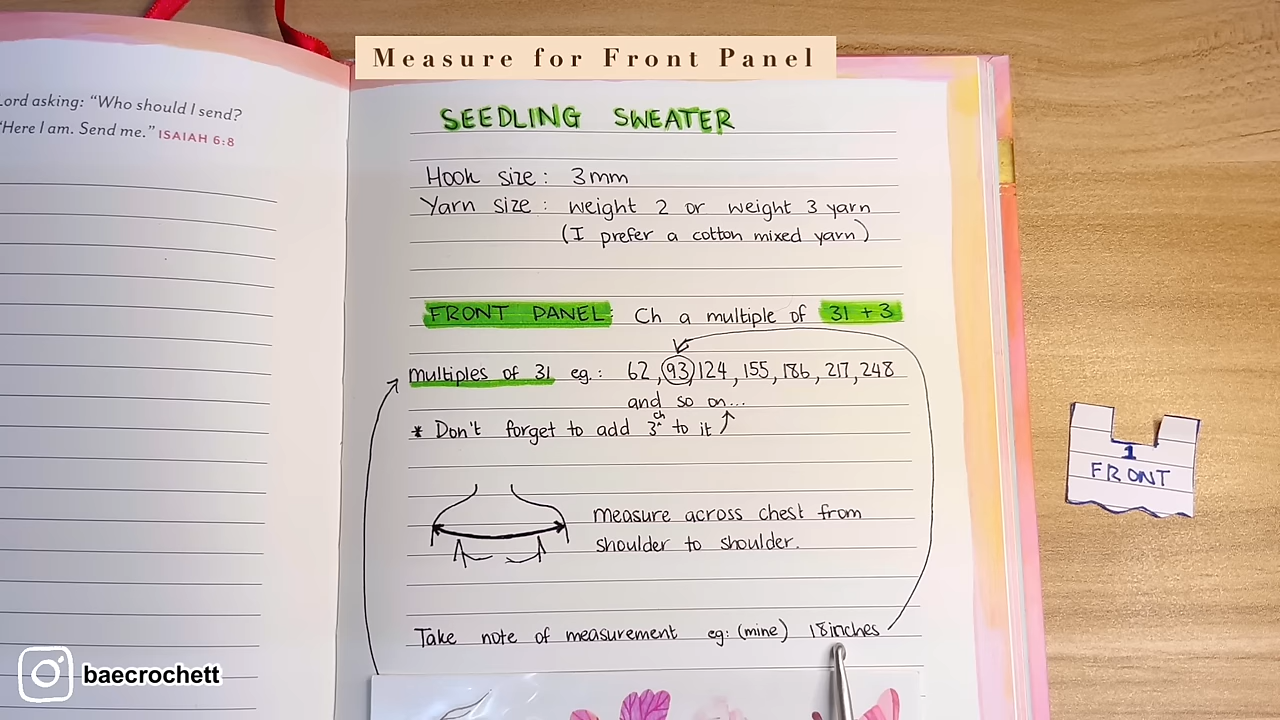 Measure for Front Panel
Lord asking: “Who should I send?
“Here I am. Send me.” ISAIAH 6:8
SEEDLING SWEATER
Hook size: 3mm
Yarn size: weight 2 or weight 3 yarn
(I prefer a cotton mixed yarn)
FRONT PANEL: Ch a multiple of 31 + 3
multiples of 31 eg.: 62, 93, 124, 155, 186, 217, 248
and so on...
* Don't forget to add 3 ch to it
measure across chest from
shoulder to shoulder.
Take note of measurement eg: (mine) 18inches
1
FRONT
baecrochett